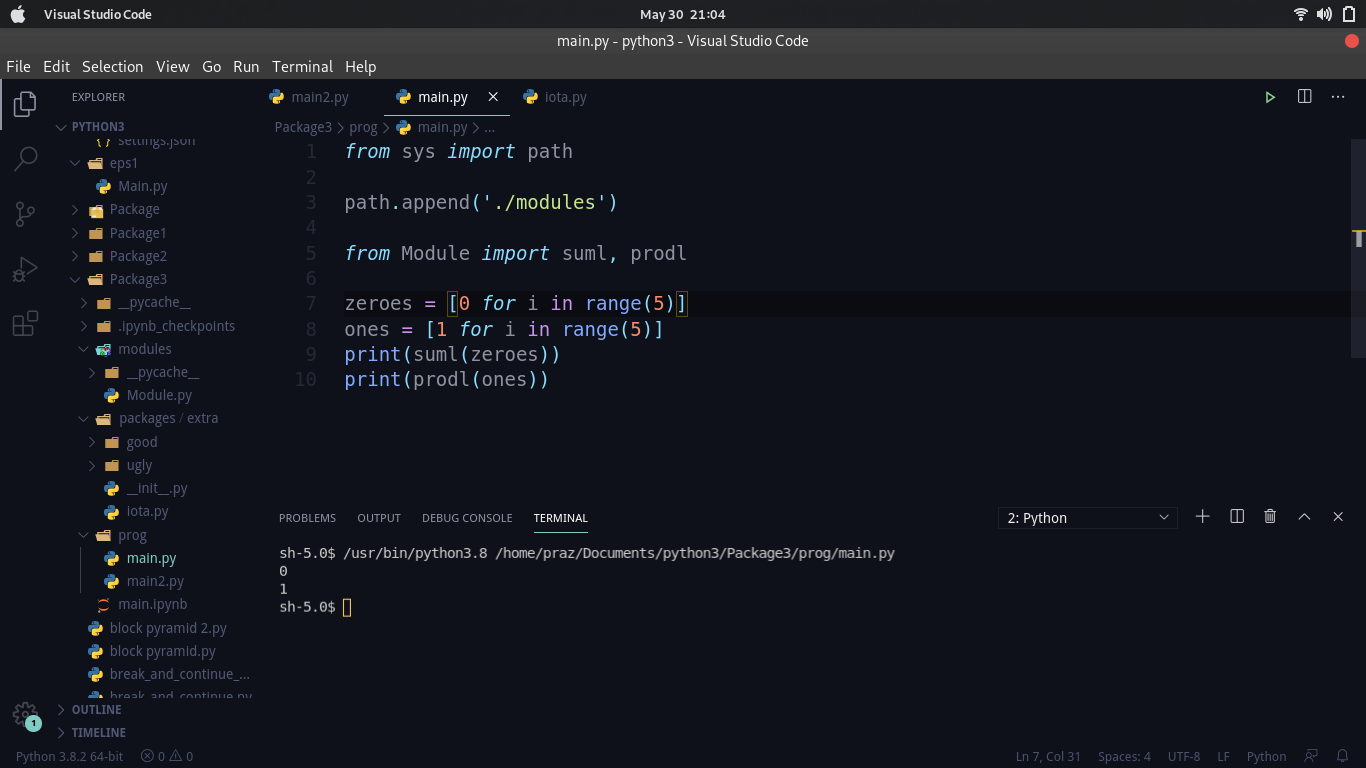 Visual Studio Code
May 30 21:04
main.py - python3 - Visual Studio Code
File Edit Selection View Go Run Terminal Help
EXPLORER
PYTHON3
settings.json
eps1
Main.py
Package
Package1
Package2
Package3
__pycache__
.ipynb_checkpoints
modules
__pycache__
Module.py
packages / extra
good
ugly
__init__.py
iota.py
prog
main.py
main2.py
main.ipynb
block pyramid 2.py
block pyramid.py
break_and_continue_...
break_and_continue.py
OUTLINE
TIMELINE
main2.py main.py iota.py
Package3 > prog > main.py > ...
1 from sys import path
2
3 path.append('./modules')
4
5 from Module import suml, prodl
6
7 zeroes = [0 for i in range(5)]
8 ones = [1 for i in range(5)]
9 print(suml(zeroes))
10 print(prodl(ones))
PROBLEMS OUTPUT DEBUG CONSOLE TERMINAL
2: Python
sh-5.0$ /usr/bin/python3.8 /home/praz/Documents/python3/Package3/prog/main.py
0
1
sh-5.0$
1
Python 3.8.2 64-bit 0 0
Ln 7, Col 31 Spaces: 4 UTF-8 LF Python